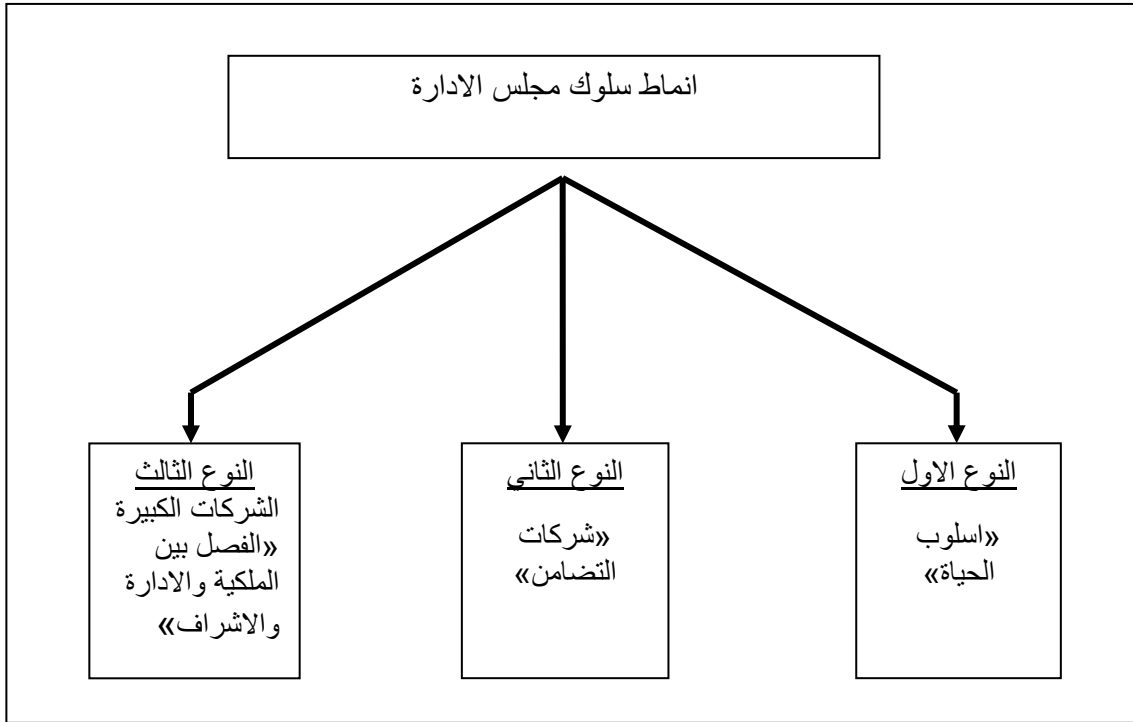 انماط سلوك مجلس الادارة
النوع الاول
«اسلوب
الحياة»
النوع الثاني
«شركات
التضامن»
النوع الثالث
الشركات الكبيرة
«الفصل بين
الملكية والادارة
والاشراف»